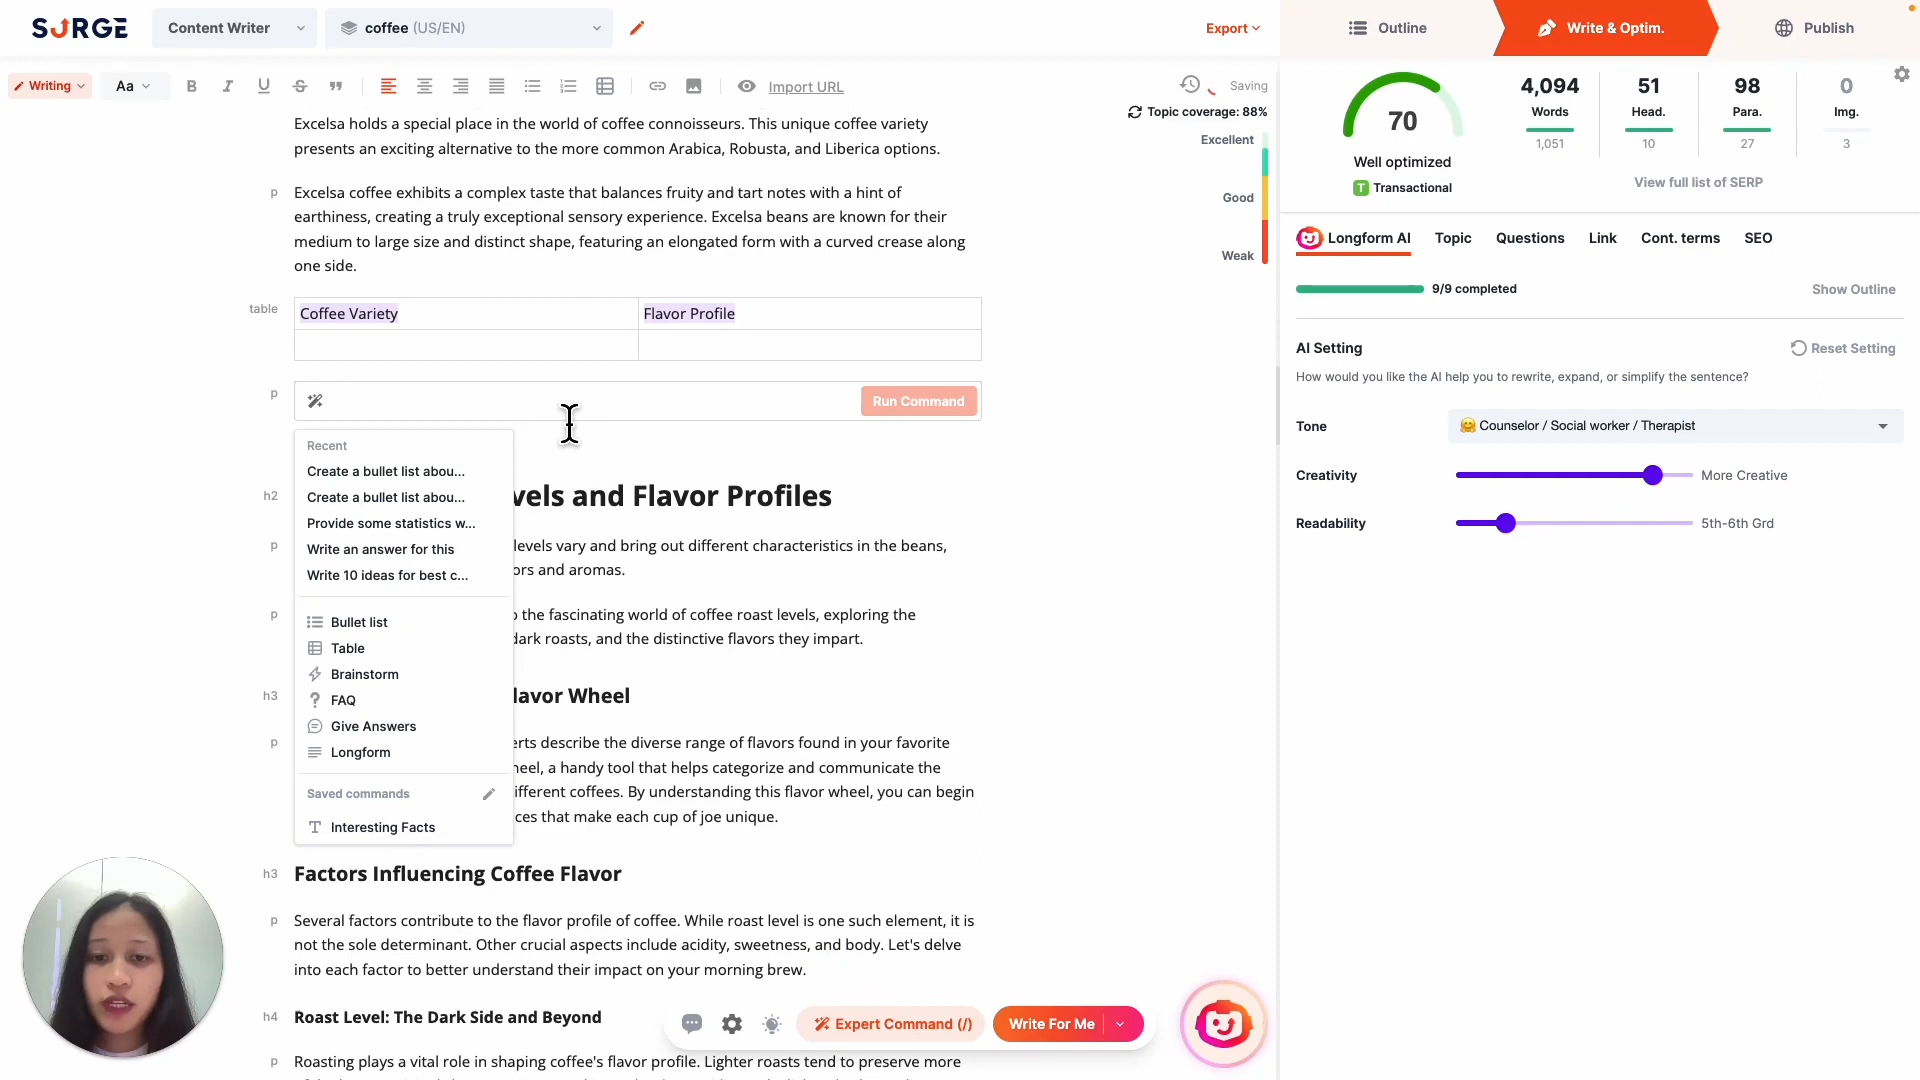 SURGE
Content Writer
coffee (US/EN)
Export
Outline
Write & Optim.
Publish
Writing
Aa
B I U S
Import URL
Saving
Topic coverage: 88%
Excellent
Good
Weak
Excelsa holds a special place in the world of coffee connoisseurs. This unique coffee variety
presents an exciting alternative to the more common Arabica, Robusta, and Liberica options.
p
Excelsa coffee exhibits a complex taste that balances fruity and tart notes with a hint of
earthiness, creating a truly exceptional sensory experience. Excelsa beans are known for their
medium to large size and distinct shape, featuring an elongated form with a curved crease along
one side.
table
Coffee Variety
Flavor Profile
p
Run Command
Recent
Create a bullet list abou...
Create a bullet list abou...
Provide some statistics w...
Write an answer for this
Write 10 ideas for best c...
Bullet list
Table
Brainstorm
? FAQ
Give Answers
Longform
Saved commands
Interesting Facts
h2
vels and Flavor Profiles
p
levels vary and bring out different characteristics in the beans,
ors and aromas.
p
the fascinating world of coffee roast levels, exploring the
dark roasts, and the distinctive flavors they impart.
h3
lavor Wheel
p
erts describe the diverse range of flavors found in your favorite
heel, a handy tool that helps categorize and communicate the
ifferent coffees. By understanding this flavor wheel, you can begin
ces that make each cup of joe unique.
h3
Factors Influencing Coffee Flavor
p
Several factors contribute to the flavor profile of coffee. While roast level is one such element, it is
not the sole determinant. Other crucial aspects include acidity, sweetness, and body. Let's delve
into each factor to better understand their impact on your morning brew.
h4
Roast Level: The Dark Side and Beyond
p
Roasting plays a vital role in shaping coffee's flavor profile. Lighter roasts tend to preserve more
Expert Command (/)
Write For Me
70
Well optimized
T Transactional
4,094
Words
1,051
51
Head.
10
98
Para.
27
0
Img.
3
View full list of SERP
Longform AI
Topic
Questions
Link
Cont. terms
SEO
9/9 completed
Show Outline
AI Setting
Reset Setting
How would you like the AI help you to rewrite, expand, or simplify the sentence?
Tone
Counselor / Social worker / Therapist
Creativity
More Creative
Readability
5th-6th Grd